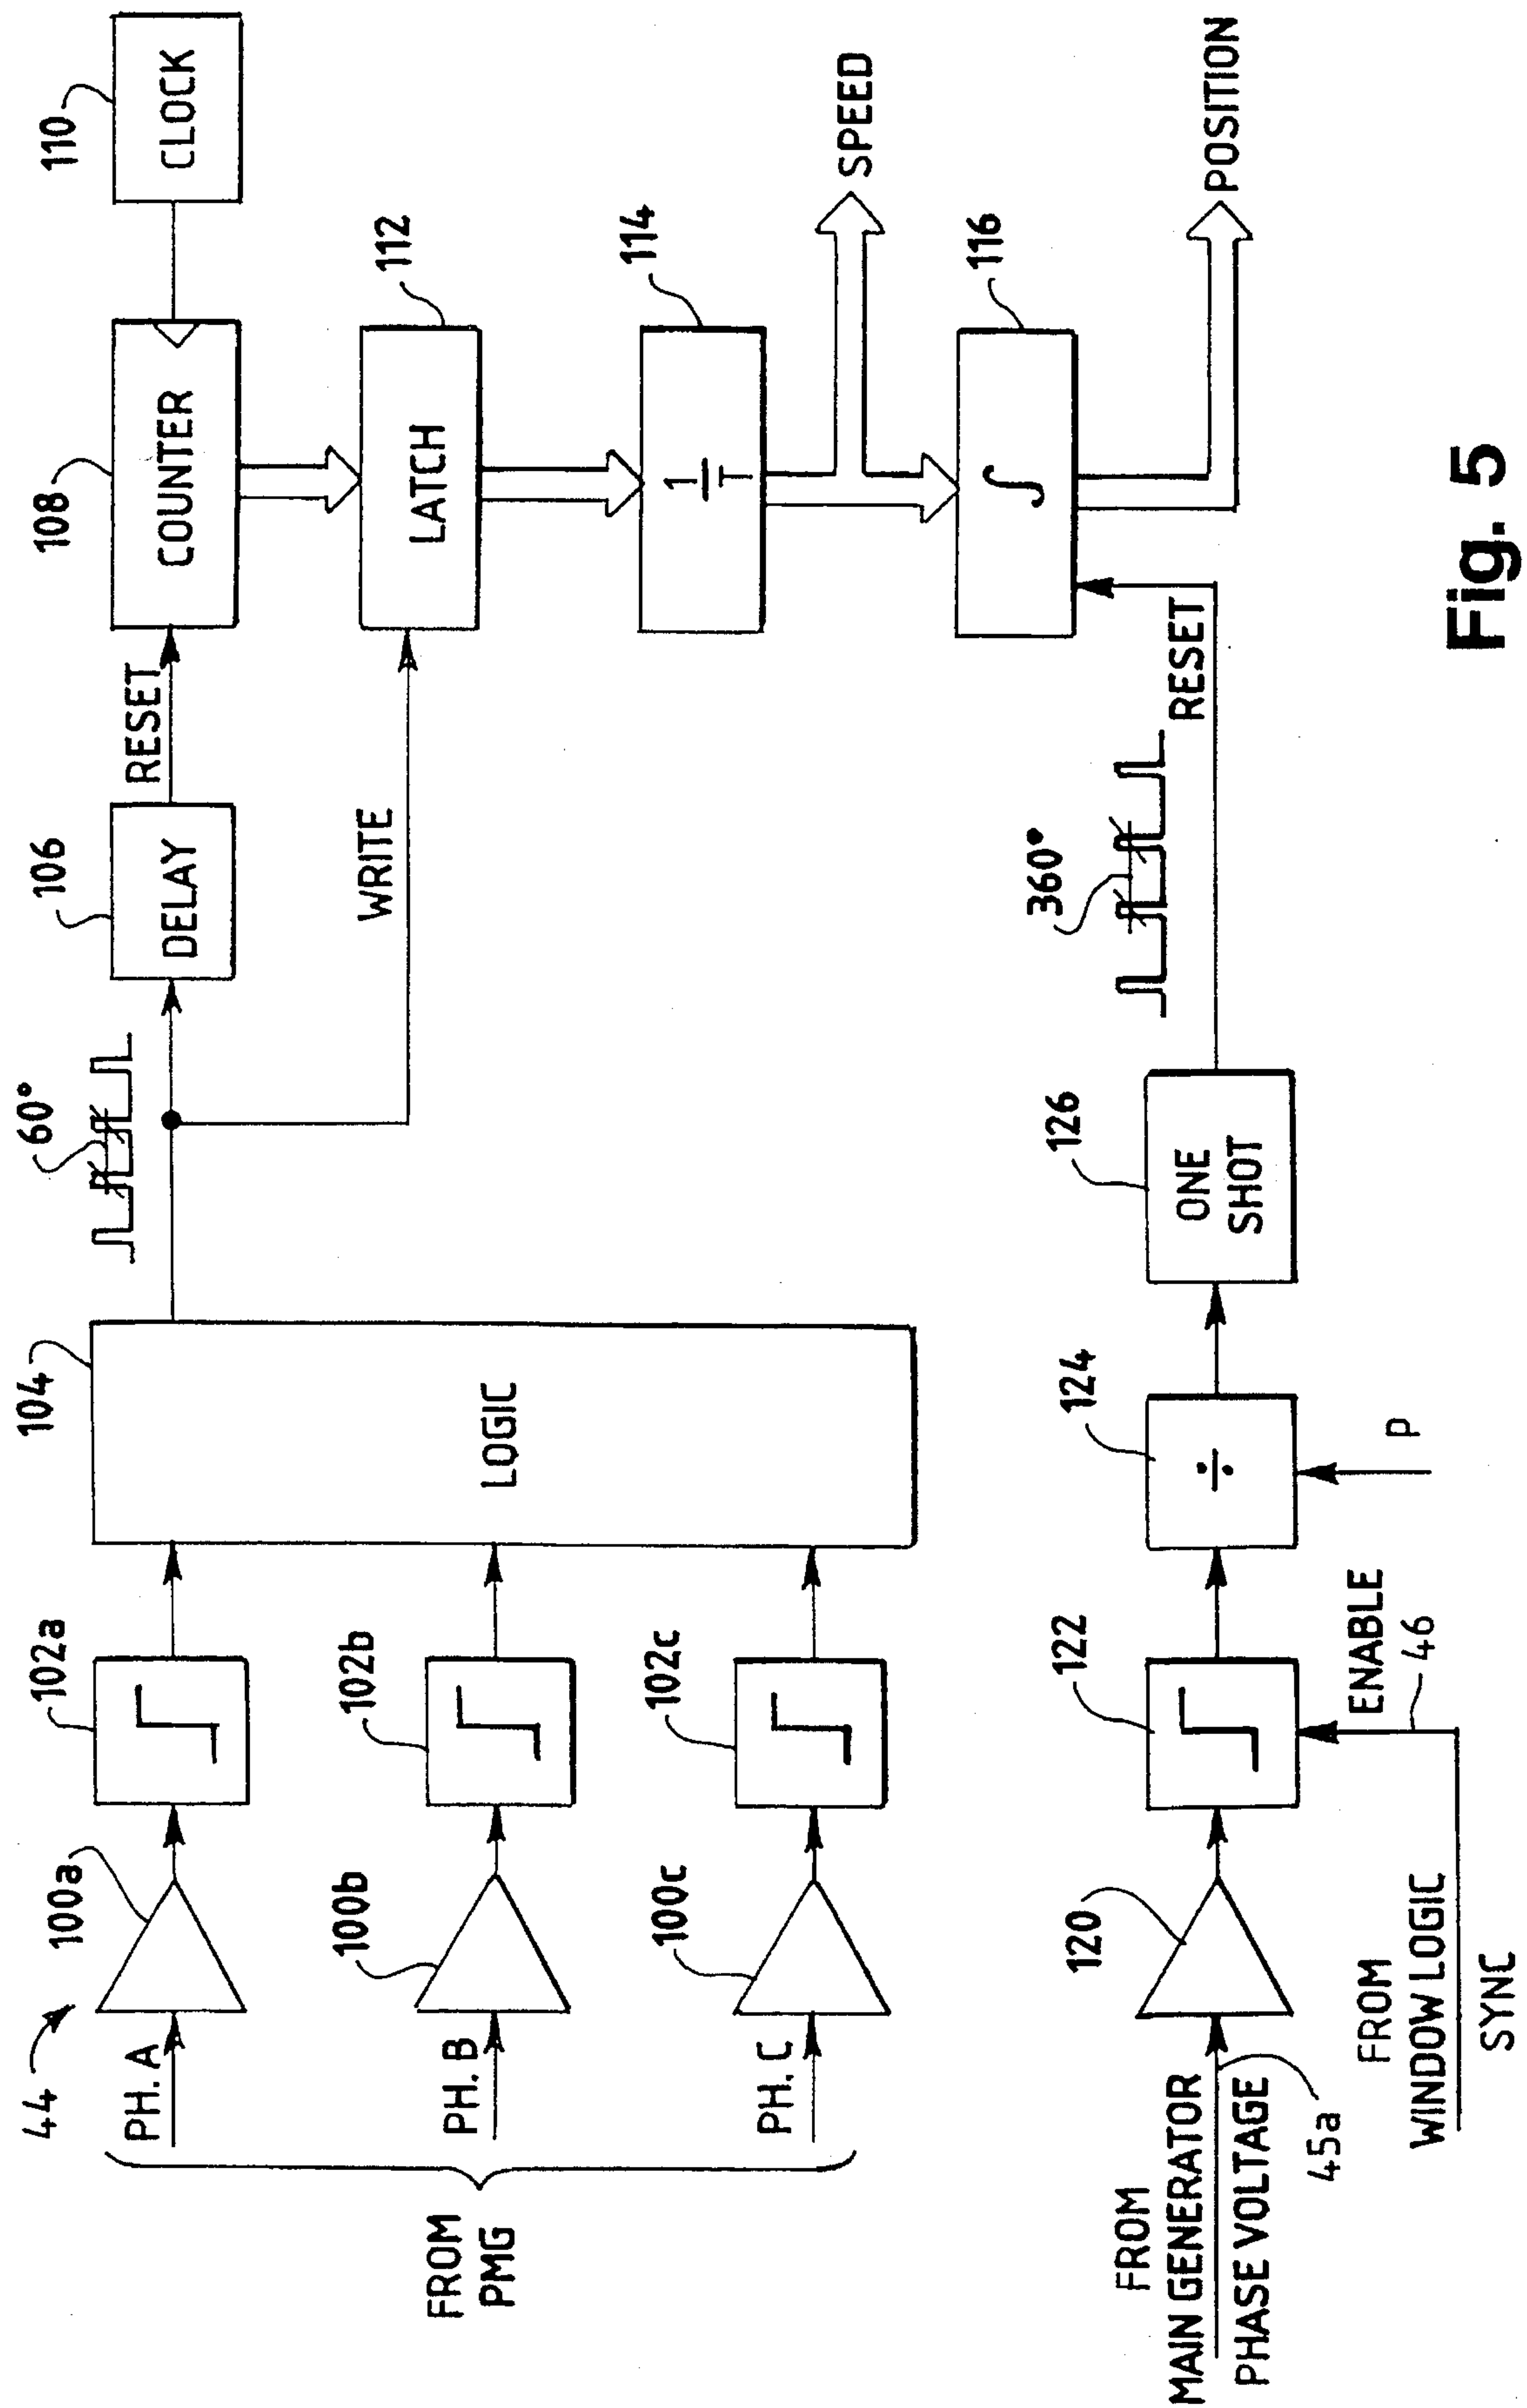 44
FROM
PMG
PH. A
PH. B
PH. C
100a
100b
100c
102a
102b
102c
104
LOGIC
60°
106
DELAY
RESET
WRITE
108
COUNTER
110
CLOCK
112
LATCH
114
1
T
SPEED
116
∫
POSITION
FROM
MAIN GENERATOR
PHASE VOLTAGE
45a
120
122
ENABLE
46
FROM
WINDOW LOGIC
SYNC
124
÷
P
126
ONE
SHOT
360°
RESET
Fig. 5